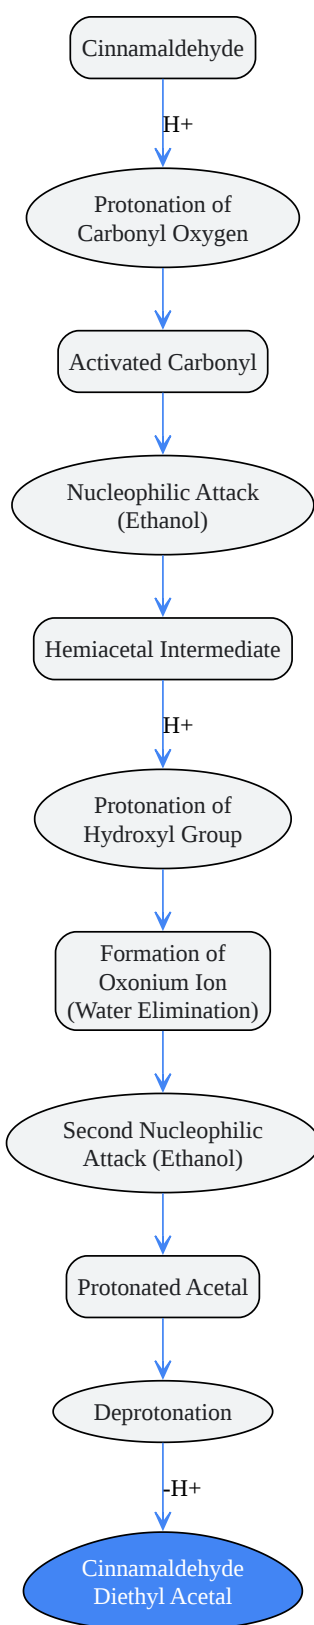 Cinnamaldehyde
H+
Protonation of
Carbonyl Oxygen
Activated Carbonyl
Nucleophilic Attack
(Ethanol)
Hemiacetal Intermediate
H+
Protonation of
Hydroxyl Group
Formation of
Oxonium Ion
(Water Elimination)
Second Nucleophilic
Attack (Ethanol)
Protonated Acetal
Deprotonation
-H+
Cinnamaldehyde
Diethyl Acetal